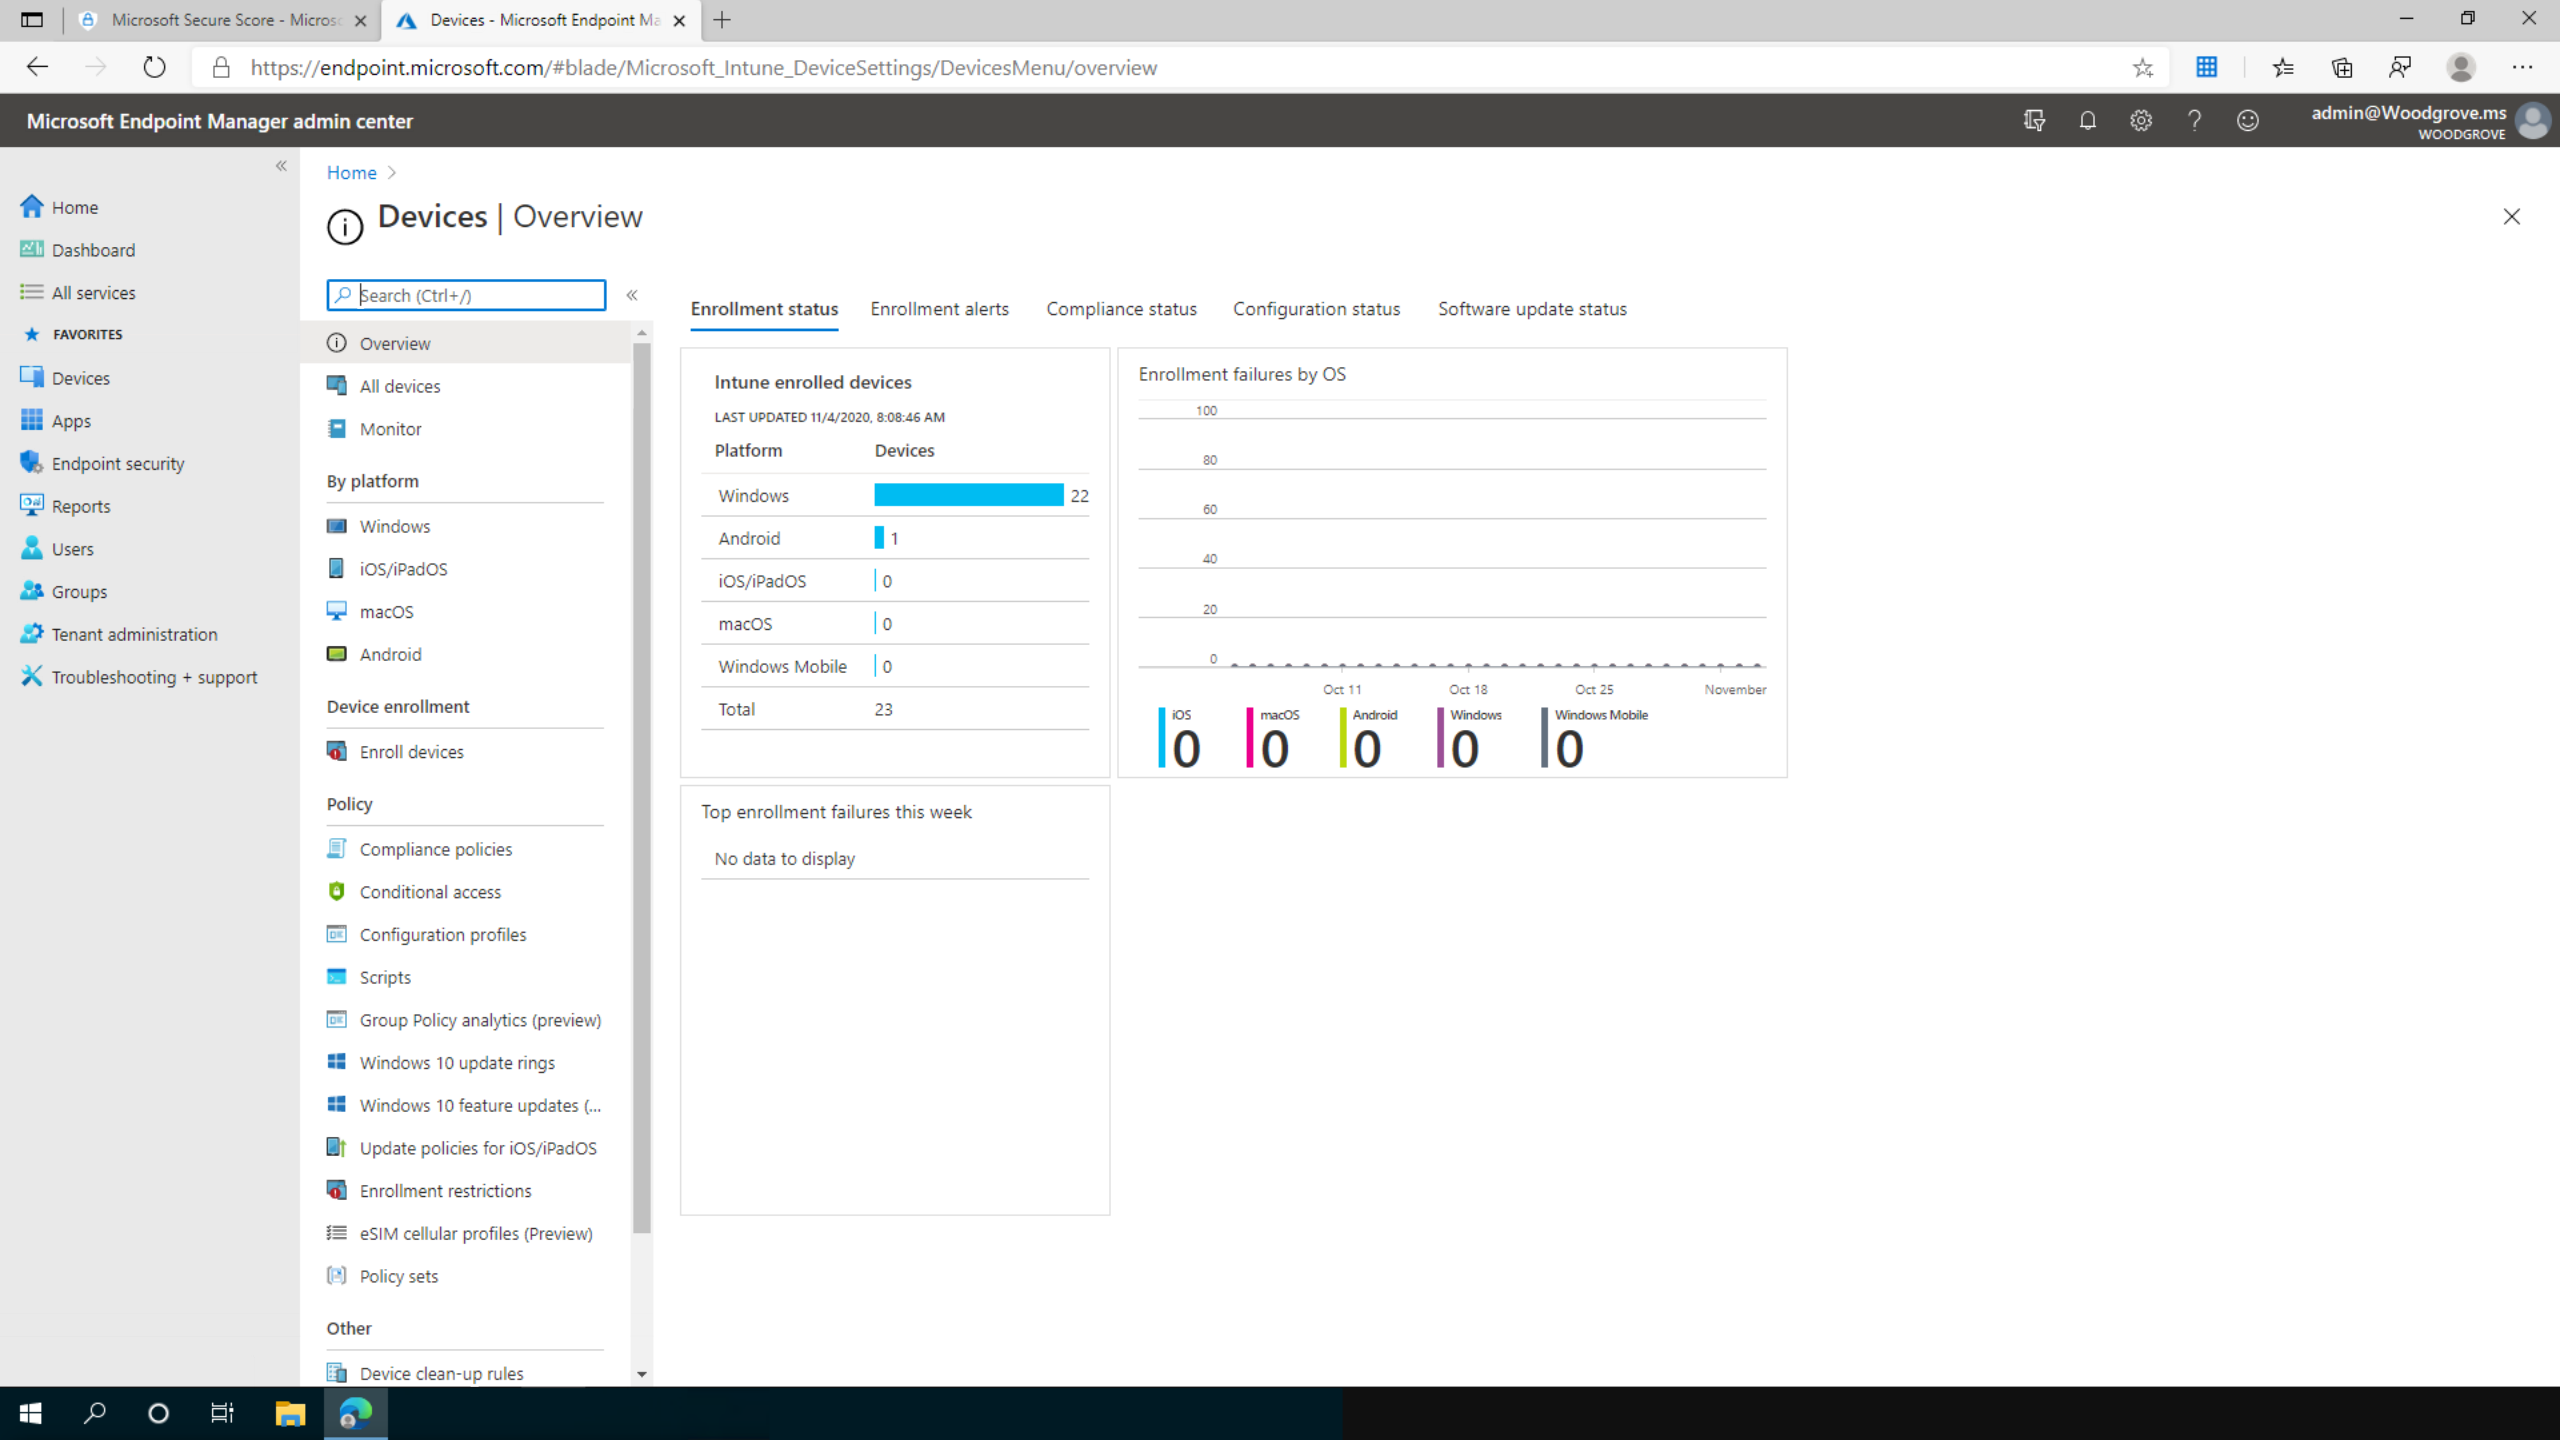 Microsoft Secure Score - Micros
Devices - Microsoft Endpoint Ma
https://endpoint.microsoft.com/#blade/Microsoft_Intune_DeviceSettings/DevicesMenu/overview
Microsoft Endpoint Manager admin center
admin@Woodgrove.ms
WOODGROVE
Home
Dashboard
All services
FAVORITES
Devices
Apps
Endpoint security
Reports
Users
Groups
Tenant administration
Troubleshooting + support
Home
Devices | Overview
Search (Ctrl+/)
Overview
All devices
Monitor
By platform
Windows
iOS/iPadOS
macOS
Android
Device enrollment
Enroll devices
Policy
Compliance policies
Conditional access
Configuration profiles
Scripts
Group Policy analytics (preview)
Windows 10 update rings
Windows 10 feature updates (...
Update policies for iOS/iPadOS
Enrollment restrictions
eSIM cellular profiles (Preview)
Policy sets
Other
Device clean-up rules
Enrollment status Enrollment alerts Compliance status Configuration status Software update status
Intune enrolled devices
LAST UPDATED 11/4/2020, 8:08:46 AM
Platform Devices
Windows 22
Android 1
iOS/iPadOS 0
macOS 0
Windows Mobile 0
Total 23
Enrollment failures by OS
100
80
60
40
20
0
Oct 11 Oct 18 Oct 25 November
iOS macOS Android Windows Windows Mobile
0 0 0 0 0
Top enrollment failures this week
No data to display